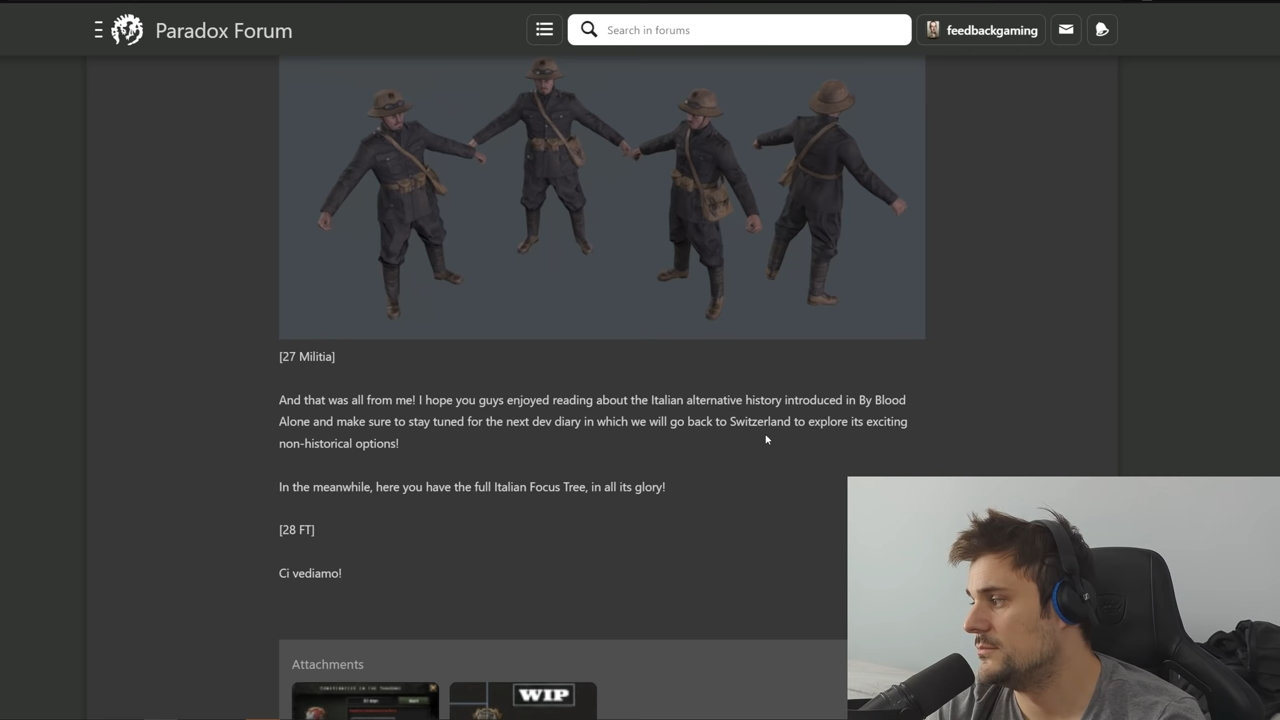 Paradox Forum
Search in forums
feedbackgaming
[27 Militia]
And that was all from me! I hope you guys enjoyed reading about the Italian alternative history introduced in By Blood
Alone and make sure to stay tuned for the next dev diary in which we will go back to Switzerland to explore its exciting
non-historical options!
In the meanwhile, here you have the full Italian Focus Tree, in all its glory!
[28 FT]
Ci vediamo!
Attachments
WIP